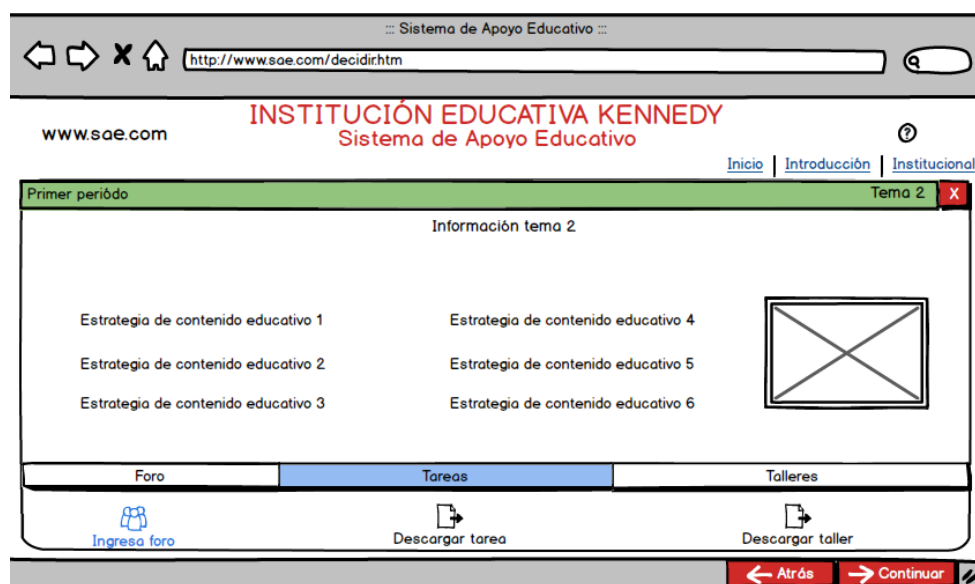 ::: Sistema de Apoyo Educativo :::
http://www.sae.com/decidir.htm
INSTITUCIÓN EDUCATIVA KENNEDY
www.sae.com
Sistema de Apoyo Educativo
Inicio | Introducción | Institucional
Primer periódo Tema 2 X
Información tema 2
Estrategia de contenido educativo 1 Estrategia de contenido educativo 4
Estrategia de contenido educativo 2 Estrategia de contenido educativo 5
Estrategia de contenido educativo 3 Estrategia de contenido educativo 6
Foro Tareas Talleres
Ingresa foro Descargar tarea Descargar taller
Atrás Continuar